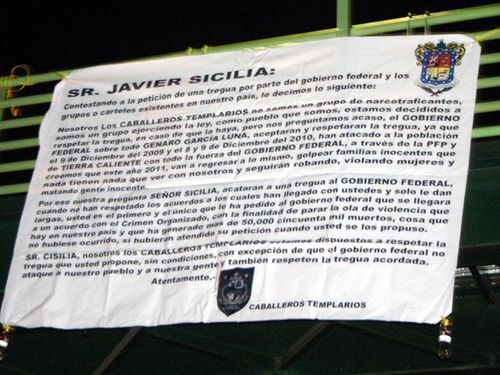 SR. JAVIER SICILIA:
Contestando a la petición de una tregua por parte del gobierno federal y los
grupos o carteles existentes en nuestro país, le decimos lo siguiente:
Nosotros Los CABALLEROS TEMPLARIOS no somos un grupo de narcotraficantes,
somos un grupo ejerciendo la ley, como pueblo que somos, estamos decididos a
respetar la tregua, en caso de que la haya, pero nos preguntamos acaso, el GOBIERNO
FEDERAL sobre todo GENARO GARCIA LUNA, aceptaran y respetaran la tregua, ya que
el 9 de Diciembre del 2009 y el 8 y 9 de Diciembre del 2010, han atacado a la población
de TIERRA CALIENTE con todo la fuerza del GOBIERNO FEDERAL, a través de la PFP y
creemos que este año 2011, van a regresar a lo mismo, golpear familias inocentes que
nada tienen nada que ver con nosotros y seguirán robando, violando mujeres y
matando gente inocente.
Por eso nuestra pregunta SEÑOR SICILIA, acataran a una tregua al GOBIERNO FEDERAL,
cuando ne han respetado los acuerdos a los cuales han llegado con ustedes y solo le dan
largas, usted es el primero y el único que le ha pedido al gobierno federal que se llegara
a un acuerdo con el Crimen Organizado, con la finalidad de para la ola de violencia que
hay en nuestro país y que ha generado mas de 50,000 cincuenta mil muertos, cosa que
no hubiese ocurrido, si hubieran atendido su petición cuando usted se los propuso.
SR. CISILIA, nosotros los CABALLEROS TEMPLARIOS estamos dispuestos a respetar la
tregua que usted propone, sin condiciones, con excepción de que el gobierno federal no
ataque a nuestro pueblo y a nuestra gente y también respeten la tregua acordada.
Atentamente.-
CABALLEROS TEMPLARIOS